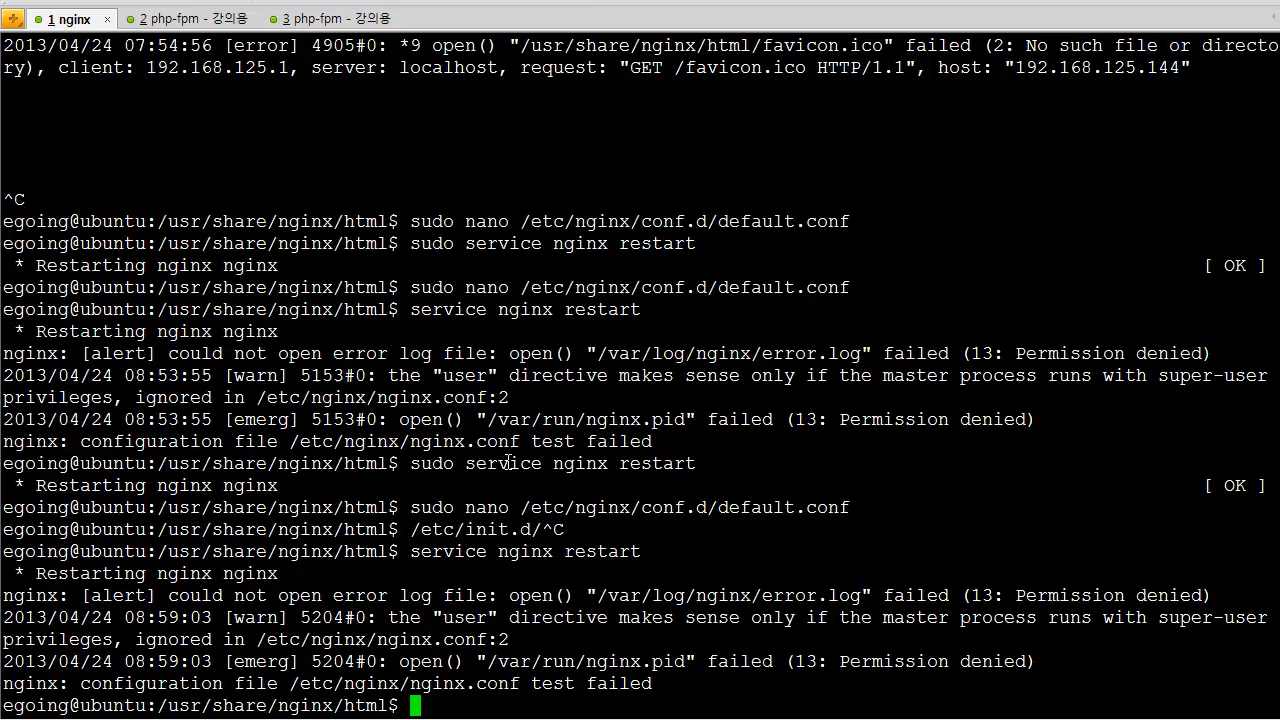 1 nginx × 2 php-fpm - 강의용 3 php-fpm - 강의용
2013/04/24 07:54:56 [error] 4905#0: *9 open() "/usr/share/nginx/html/favicon.ico" failed (2: No such file or directo
ry), client: 192.168.125.1, server: localhost, request: "GET /favicon.ico HTTP/1.1", host: "192.168.125.144"
^C
egoing@ubuntu:/usr/share/nginx/html$ sudo nano /etc/nginx/conf.d/default.conf
egoing@ubuntu:/usr/share/nginx/html$ sudo service nginx restart
 * Restarting nginx nginx [ OK ]
egoing@ubuntu:/usr/share/nginx/html$ sudo nano /etc/nginx/conf.d/default.conf
egoing@ubuntu:/usr/share/nginx/html$ service nginx restart
 * Restarting nginx nginx
nginx: [alert] could not open error log file: open() "/var/log/nginx/error.log" failed (13: Permission denied)
2013/04/24 08:53:55 [warn] 5153#0: the "user" directive makes sense only if the master process runs with super-user
privileges, ignored in /etc/nginx/nginx.conf:2
2013/04/24 08:53:55 [emerg] 5153#0: open() "/var/run/nginx.pid" failed (13: Permission denied)
nginx: configuration file /etc/nginx/nginx.conf test failed
egoing@ubuntu:/usr/share/nginx/html$ sudo service nginx restart
 * Restarting nginx nginx [ OK ]
egoing@ubuntu:/usr/share/nginx/html$ sudo nano /etc/nginx/conf.d/default.conf
egoing@ubuntu:/usr/share/nginx/html$ /etc/init.d/^C
egoing@ubuntu:/usr/share/nginx/html$ service nginx restart
 * Restarting nginx nginx
nginx: [alert] could not open error log file: open() "/var/log/nginx/error.log" failed (13: Permission denied)
2013/04/24 08:59:03 [warn] 5204#0: the "user" directive makes sense only if the master process runs with super-user
privileges, ignored in /etc/nginx/nginx.conf:2
2013/04/24 08:59:03 [emerg] 5204#0: open() "/var/run/nginx.pid" failed (13: Permission denied)
nginx: configuration file /etc/nginx/nginx.conf test failed
egoing@ubuntu:/usr/share/nginx/html$